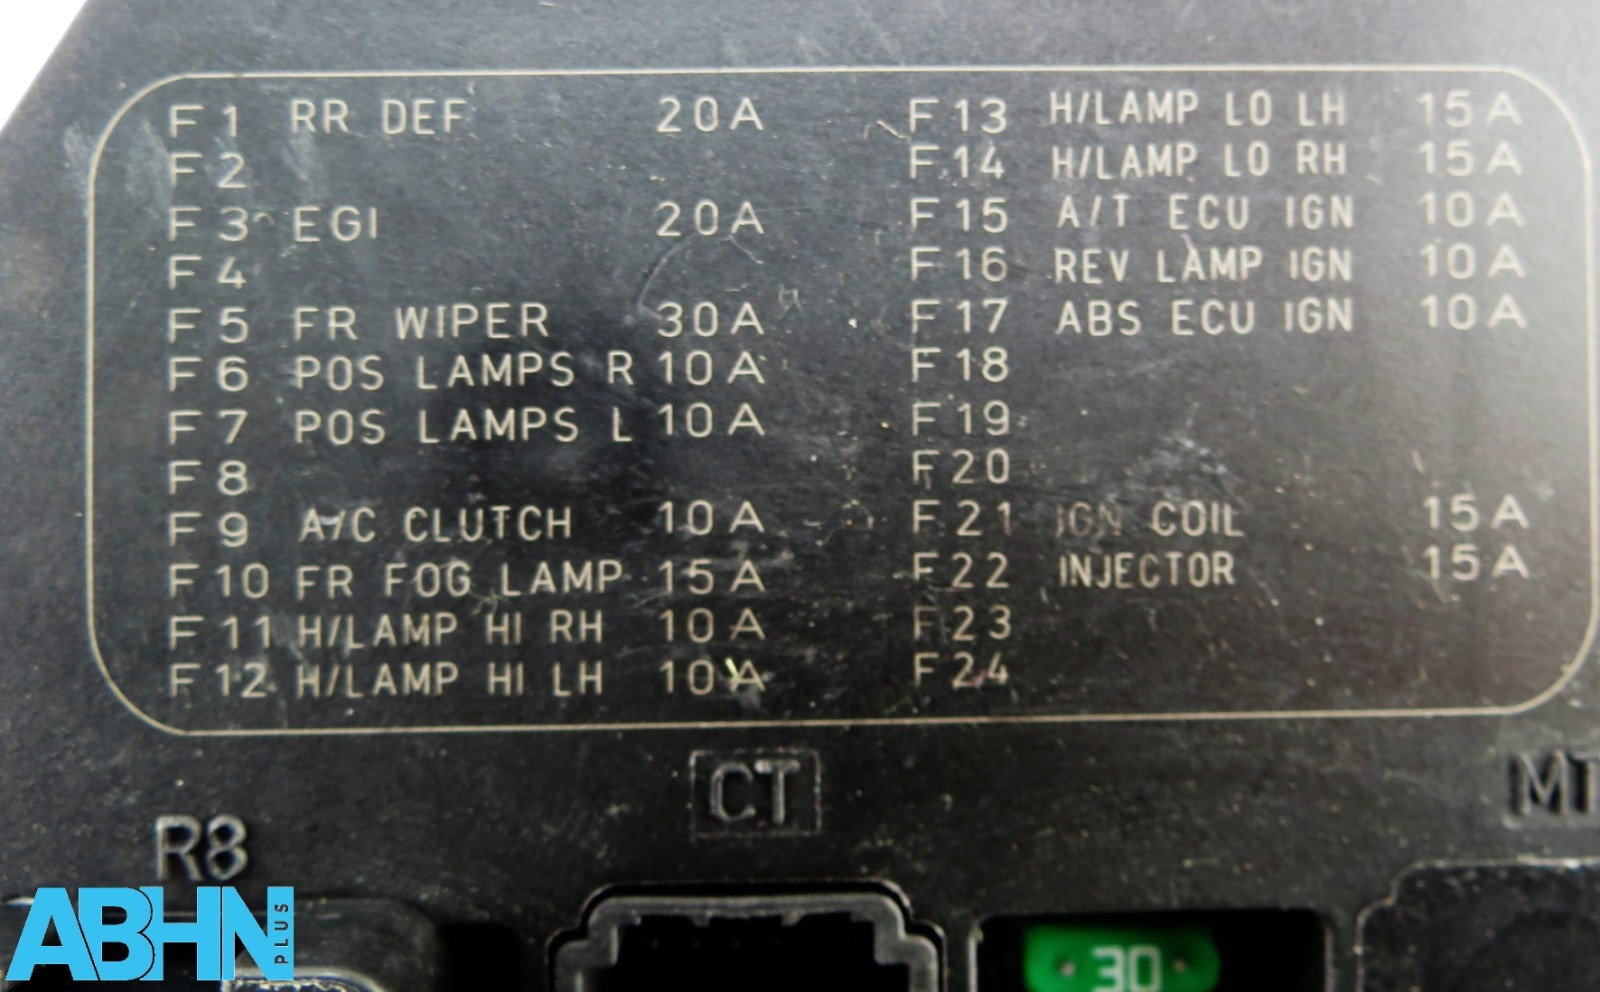 F1 RR DEF 20A
F2
F3 EGI 20A
F4
F5 FR WIPER 30A
F6 POS LAMPS R 10A
F7 POS LAMPS L 10A
F8
F9 A/C CLUTCH 10A
F10 FR FOG LAMP 15A
F11 H/LAMP HI RH 10A
F12 H/LAMP HI LH 10A
F13 H/LAMP LO LH 15A
F14 H/LAMP LO RH 15A
F15 A/T ECU IGN 10A
F16 REV LAMP IGN 10A
F17 ABS ECU IGN 10A
F18
F19
F20
F21 IGN COIL 15A
F22 INJECTOR 15A
F23
F24
CT
MT
R8
30
ABHN PLUS